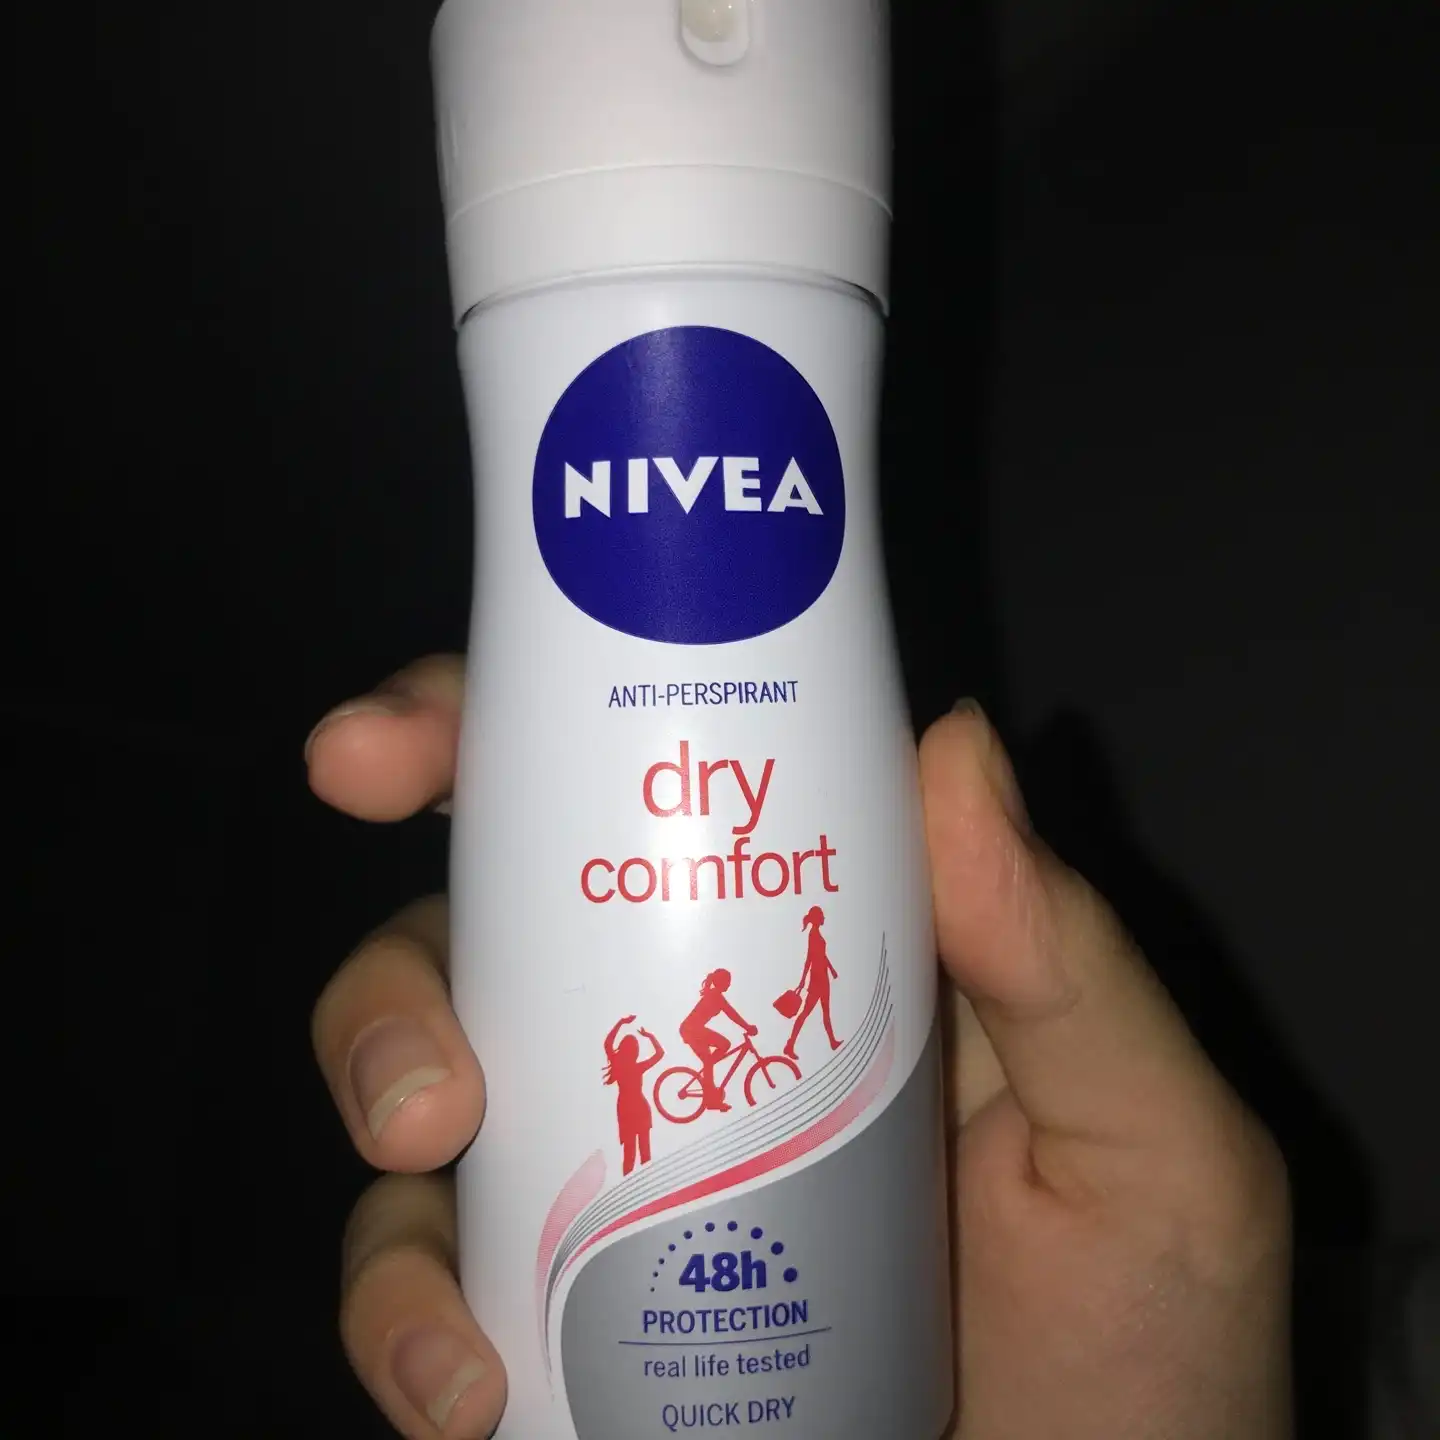 NIVEA
ANTI-PERSPIRANT
dry
comfort
48h
PROTECTION
real life tested
QUICK DRY